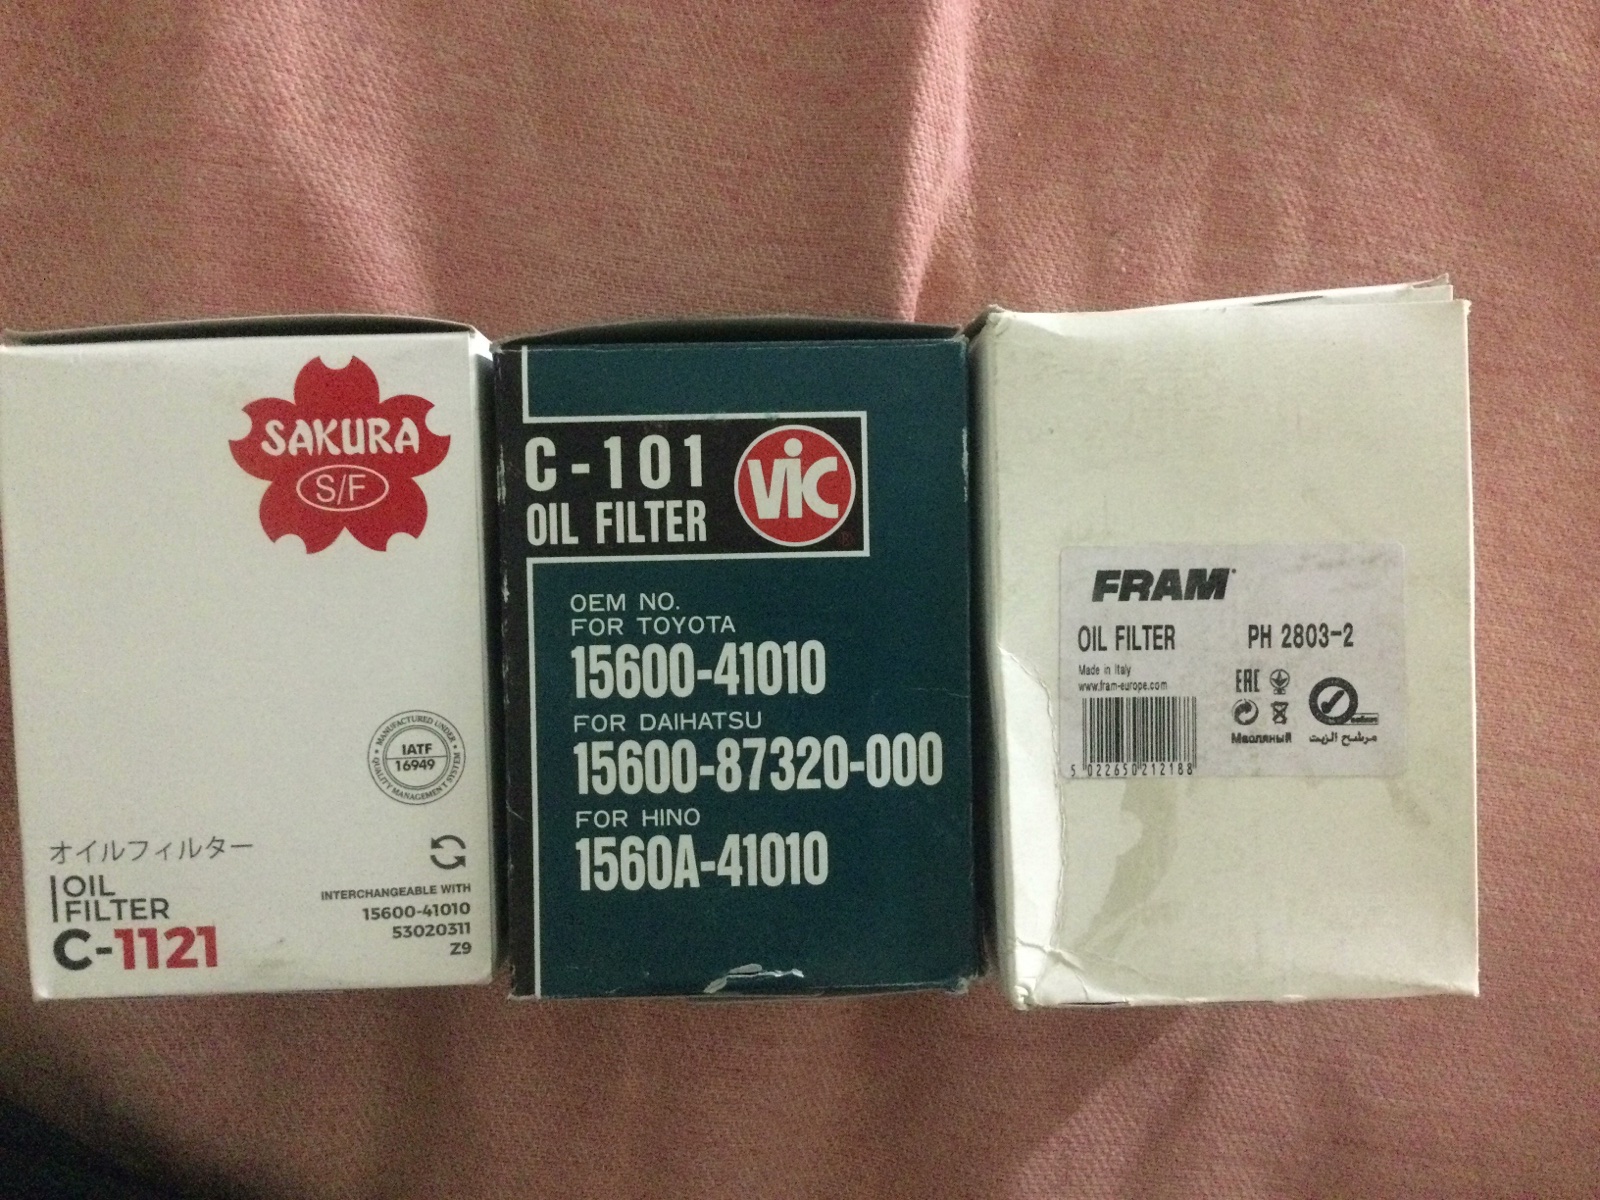 SAKURA
S/F
MANUFACTURED UNDER
IATF
16949
QUALITY MANAGEMENT SYSTEM
オイルフィルター
OIL
FILTER
C-1121
INTERCHANGEABLE WITH
15600-41010
53020311
Z9
C-101
OIL FILTER
ViC
OEM NO.
FOR TOYOTA
15600-41010
FOR DAIHATSU
15600-87320-000
FOR HINO
1560A-41010
FRAM
OIL FILTER PH 2803-2
Made in Italy
www.fram-europe.com
EAC
Масляный
مرشح الزيت
5 022650 212188